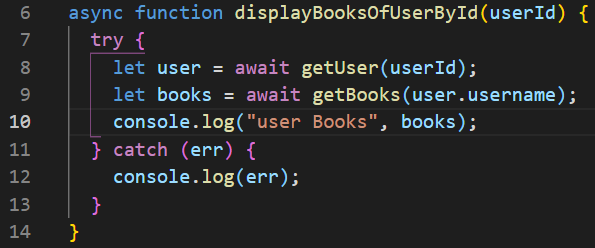 6 async function displayBooksOfUserById(userId) {
7 try {
8 let user = await getUser(userId);
9 let books = await getBooks(user.username);
10 console.log("user Books", books);
11 } catch (err) {
12 console.log(err);
13 }
14 }